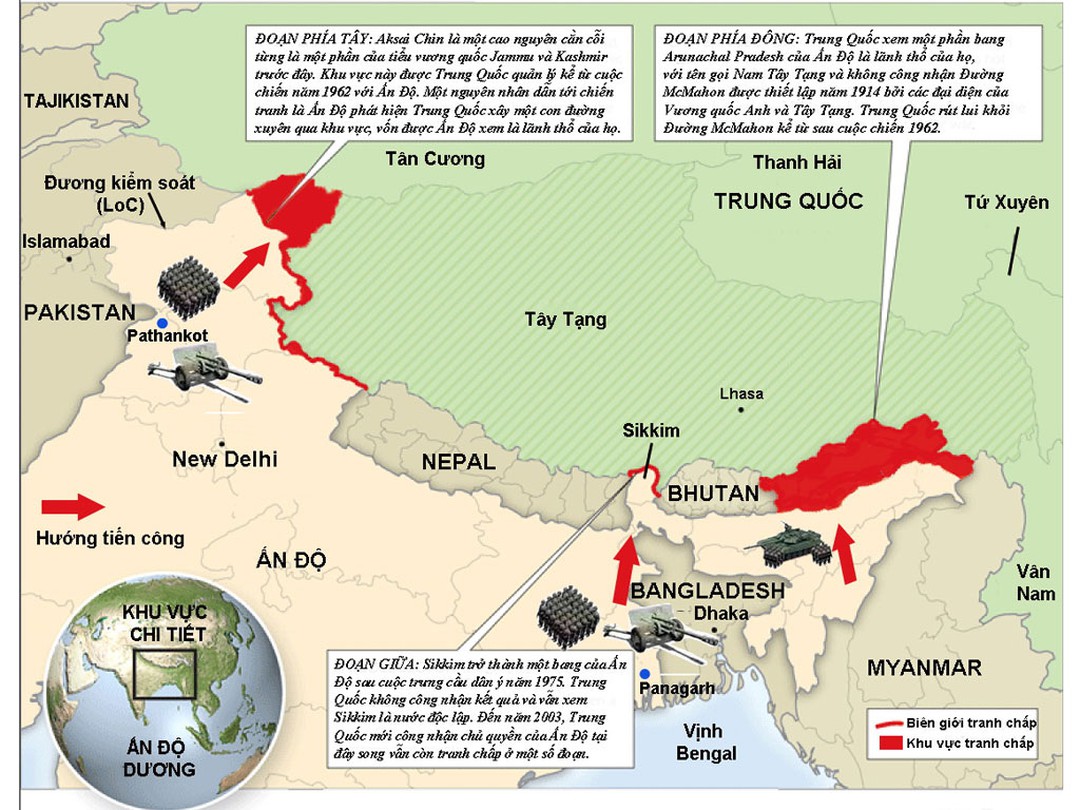 ĐOẠN PHÍA TÂY: Aksai Chin là một cao nguyên cằn cỗi
từng là một phần của tiểu vương quốc Jammu và Kashmir
trước đây. Khu vực này được Trung Quốc quản lý kể từ cuộc
chiến năm 1962 với Ấn Độ. Một nguyên nhân dẫn tới chiến
tranh là Ấn Độ phát hiện Trung Quốc xây một con đường
xuyên qua khu vực, vốn được Ấn Độ xem là lãnh thổ của họ.
ĐOẠN PHÍA ĐÔNG: Trung Quốc xem một phần bang
Arunachal Pradesh của Ấn Độ là lãnh thổ của họ,
với tên gọi Nam Tây Tạng và không công nhận Đường
McMahon được thiết lập năm 1914 bởi các đại diện của
Vương quốc Anh và Tây Tạng. Trung Quốc rút lui khỏi
Đường McMahon kể từ sau cuộc chiến 1962.
TAJIKISTAN
Tân Cương
Thanh Hải
Đương kiểm soát
(LoC)
TRUNG QUỐC
Tứ Xuyên
Islamabad
PAKISTAN
Pathankot
Tây Tạng
Lhasa
Sikkim
New Delhi
NEPAL
BHUTAN
Hướng tiến công
ẤN ĐỘ
BANGLADESH
Dhaka
Vân
Nam
KHU VỰC
CHI TIẾT
ẤN ĐỘ
DƯƠNG
ĐOẠN GIỮA: Sikkim trở thành một bang của Ấn
Độ sau cuộc trưng cầu dân ý năm 1975. Trung
Quốc không công nhận kết quả và vẫn xem
Sikkim là nước độc lập. Đến năm 2003, Trung
Quốc mới công nhận chủ quyền của Ấn Độ tại
đây song vẫn còn tranh chấp ở một số đoạn.
Panagarh
MYANMAR
Vịnh
Bengal
Biên giới tranh chấp
Khu vực tranh chấp